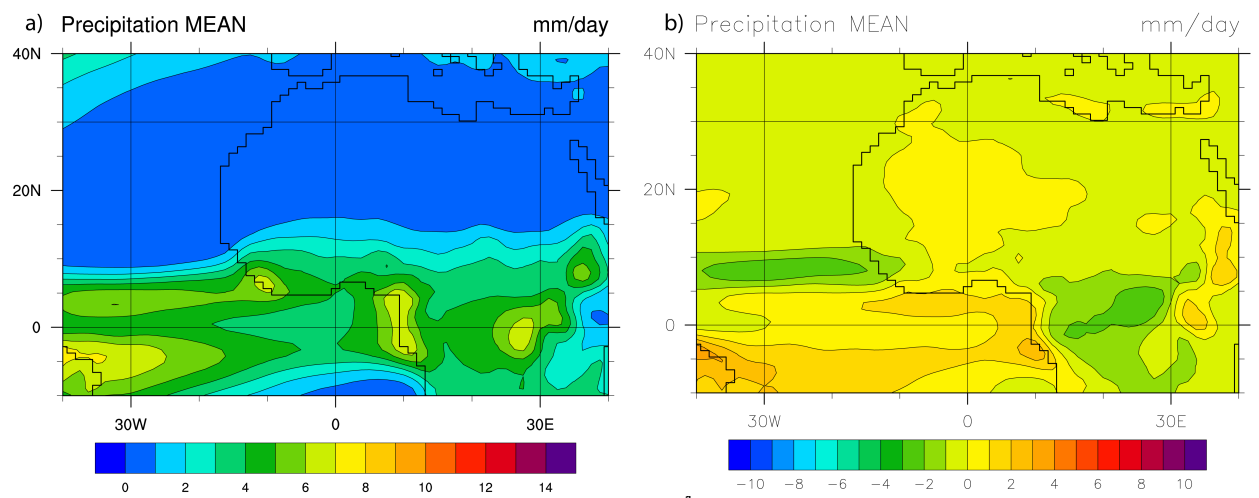 a) Precipitation MEAN mm/day
40N
20N
0
30W 0 30E
0 2 4 6 8 10 12 14
b) Precipitation MEAN mm/day
40N
20N
0
30W 0 30E
−10 −8 −6 −4 −2 0 2 4 6 8 10